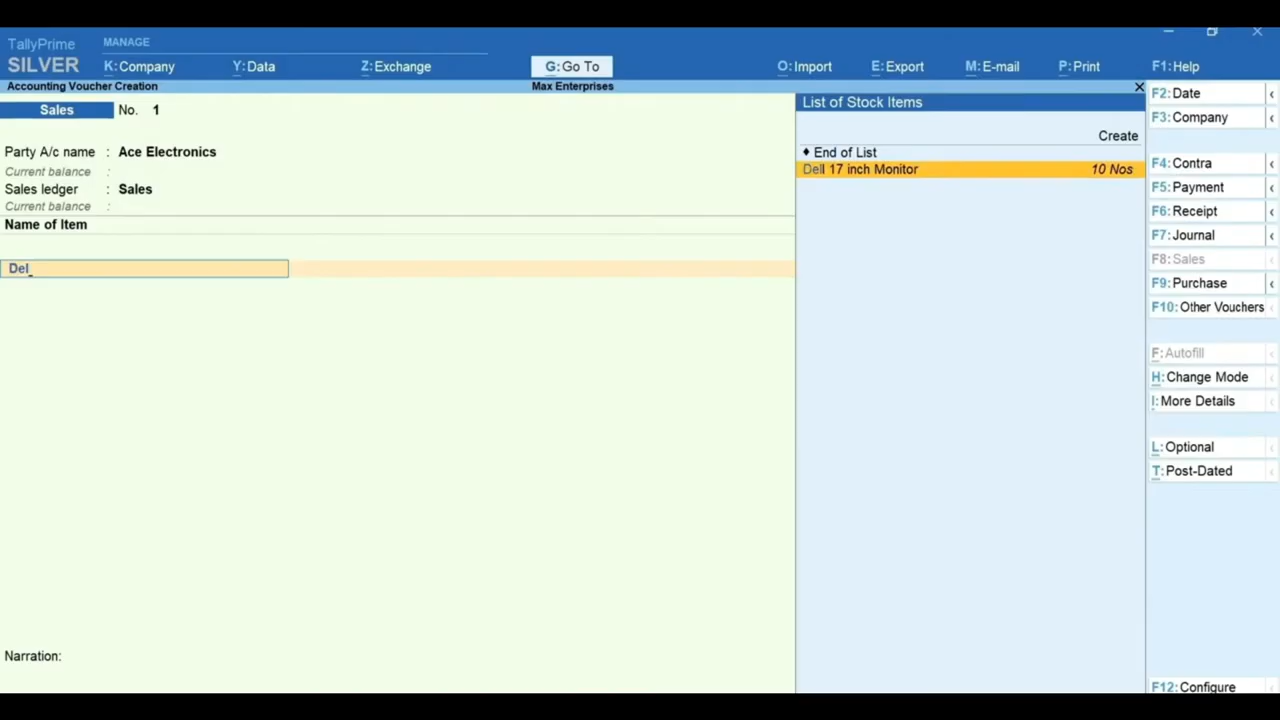 TallyPrime MANAGE
SILVER K:Company Y:Data Z:Exchange G:Go To O:Import E:Export M:E-mail P:Print F1:Help
Accounting Voucher Creation Max Enterprises
Sales No. 1
Party A/c name : Ace Electronics
Current balance :
Sales ledger : Sales
Current balance :
Name of Item
Del
List of Stock Items
Create
♦ End of List
Dell 17 inch Monitor 10 Nos
F2:Date
F3:Company
F4:Contra
F5:Payment
F6:Receipt
F7:Journal
F8:Sales
F9:Purchase
F10:Other Vouchers
F:Autofill
H:Change Mode
I:More Details
L:Optional
T:Post-Dated
F12:Configure
Narration: